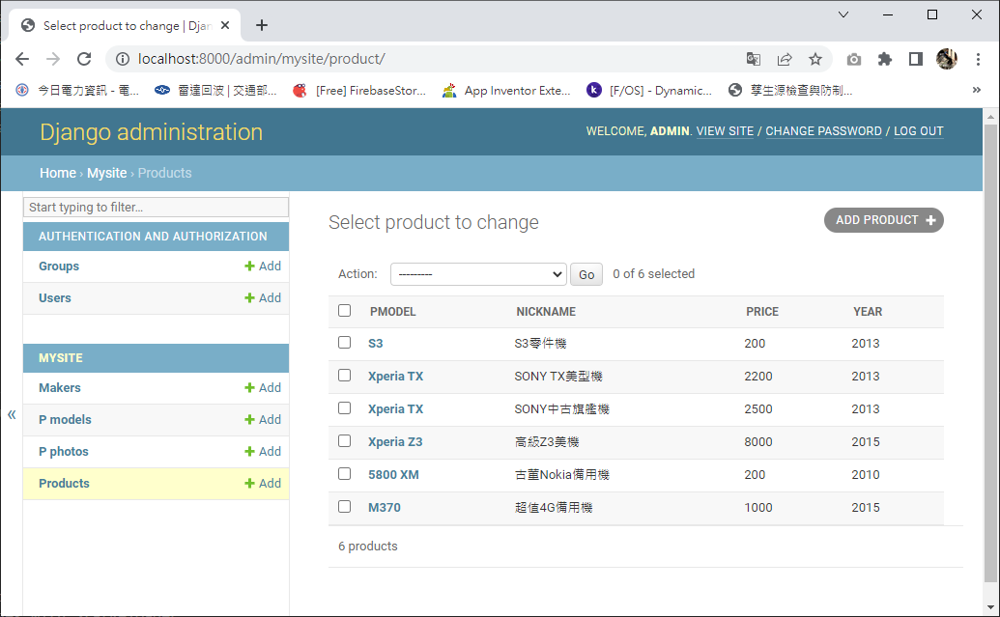 Select product to change | Djan
localhost:8000/admin/mysite/product/
今日電力資訊 - 電... 雷達回波 | 交通部... [Free] FirebaseStor... App Inventor Exte... k [F/OS] - Dynamic... 孳生源檢查與防制... »
Django administration
WELCOME, ADMIN. VIEW SITE / CHANGE PASSWORD / LOG OUT
Home › Mysite › Products
Start typing to filter...
AUTHENTICATION AND AUTHORIZATION
Groups + Add
Users + Add
MYSITE
Makers + Add
P models + Add
P photos + Add
Products + Add
«
Select product to change
ADD PRODUCT +
Action: --------- Go 0 of 6 selected
PMODEL NICKNAME PRICE YEAR
S3 S3零件機 200 2013
Xperia TX SONY TX美型機 2200 2013
Xperia TX SONY中古旗艦機 2500 2013
Xperia Z3 高級Z3美機 8000 2015
5800 XM 古董Nokia備用機 200 2010
M370 超值4G備用機 1000 2015
6 products